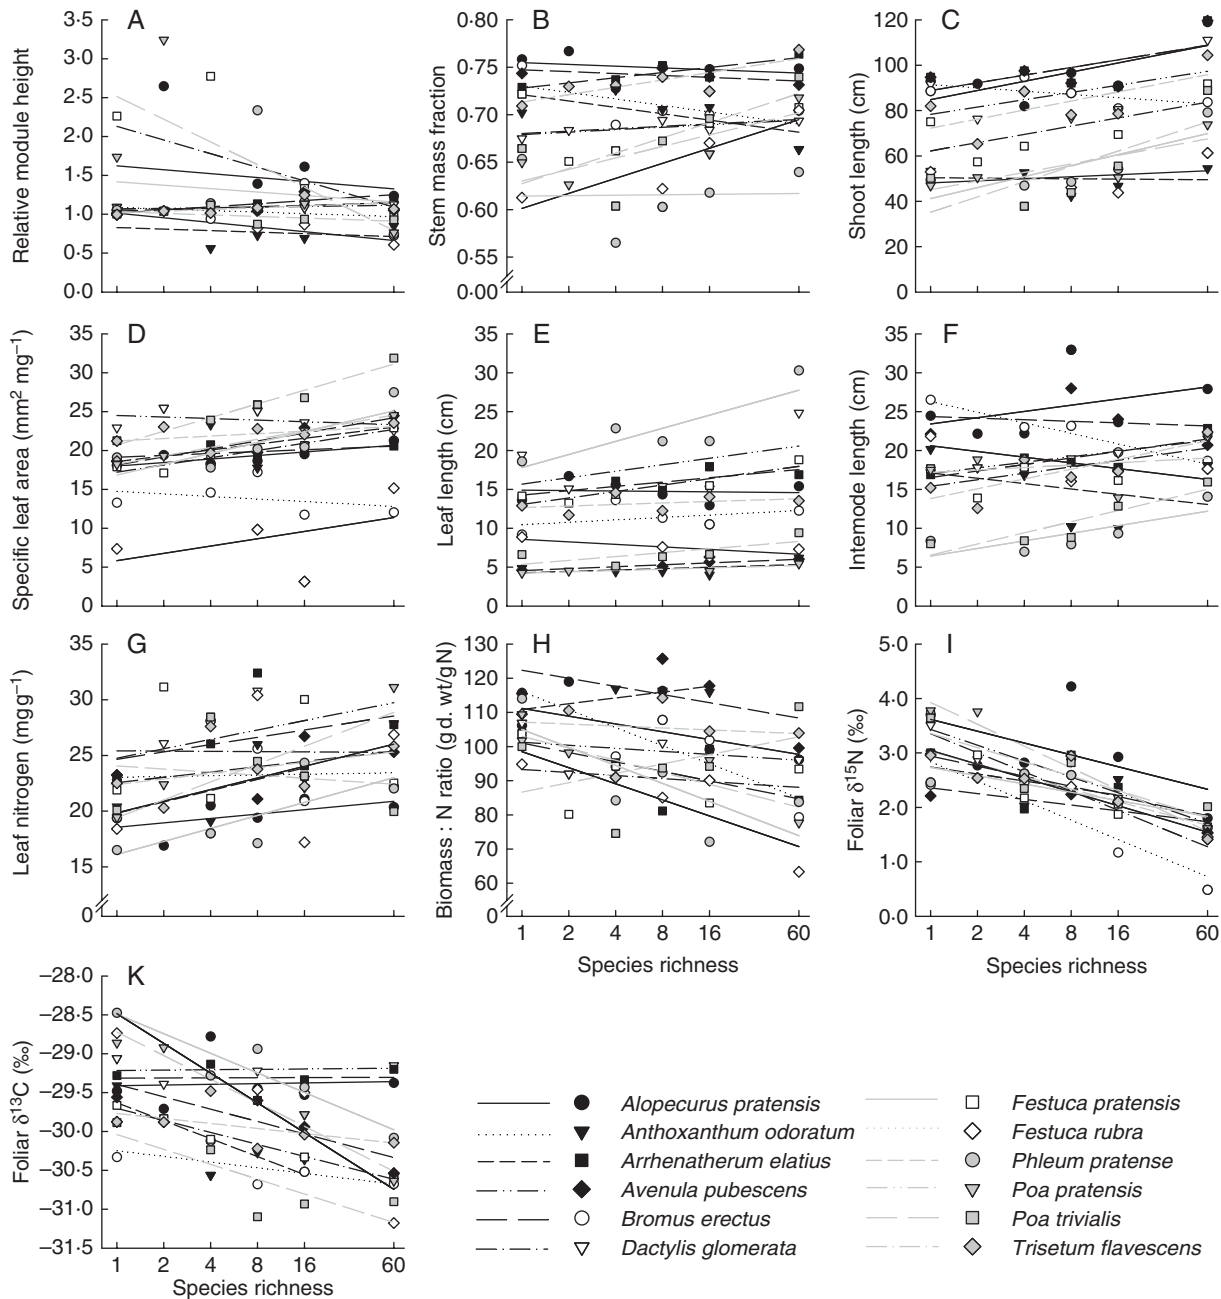 A
B
C
3·5
3·0
2·5
2·0
1·5
1·0
0·5
0·0
Relative module height
0·80
0·75
0·70
0·65
0·60
0·55
0·00
Stem mass fraction
120
100
80
60
40
20
0
Shoot length (cm)
D
E
F
35
30
25
20
15
10
5
0
Specific leaf area (mm² mg⁻¹)
35
30
25
20
15
10
5
0
Leaf length (cm)
35
30
25
20
15
10
5
0
Internode length (cm)
G
H
I
35
30
25
20
15
0
Leaf nitrogen (mg g⁻¹)
130
120
110
100
90
80
70
60
0
Biomass : N ratio (g d. wt/gN)
5·0
4·0
3·0
2·0
1·0
0·0
Foliar δ¹⁵N (‰)
1 2 4 8 16 60
Species richness
1 2 4 8 16 60
Species richness
K
−28·0
−28·5
−29·0
−29·5
−30·0
−30·5
−31·0
−31·5
Foliar δ¹³C (‰)
1 2 4 8 16 60
Species richness
Alopecurus pratensis
Anthoxanthum odoratum
Arrhenatherum elatius
Avenula pubescens
Bromus erectus
Dactylis glomerata
Festuca pratensis
Festuca rubra
Phleum pratense
Poa pratensis
Poa trivialis
Trisetum flavescens